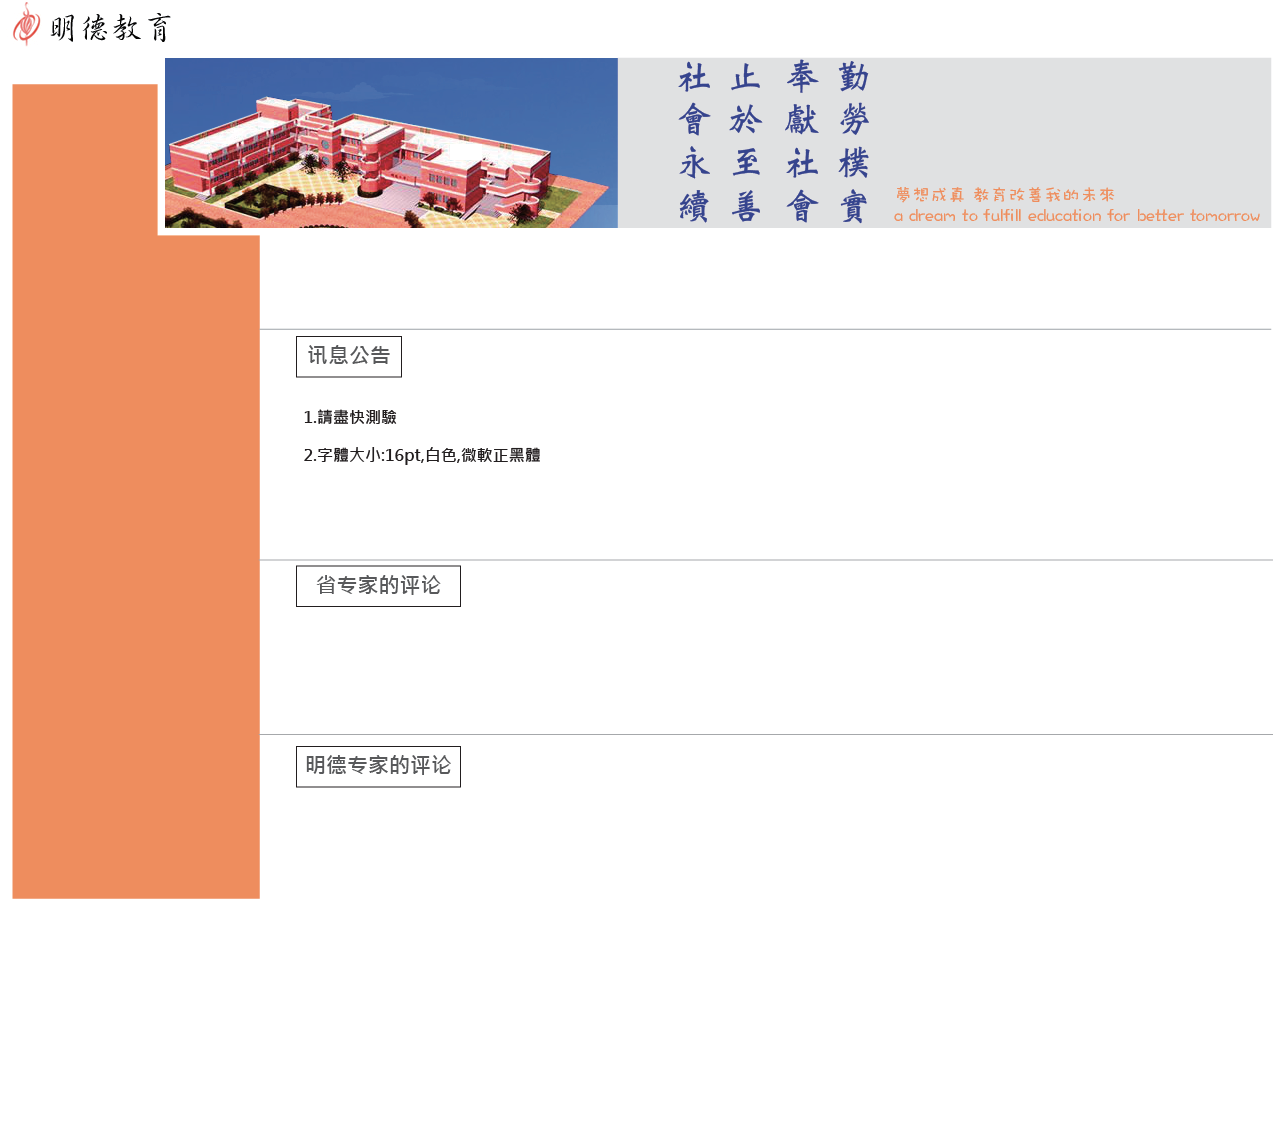 明德教育
勤勞樸實
奉獻社會
止於至善
社會永續
夢想成真 教育改善我的未來
a dream to fulfill education for better tomorrow
讯息公告
1.請盡快測驗
2.字體大小:16pt,白色,微軟正黑體
省专家的评论
明德专家的评论